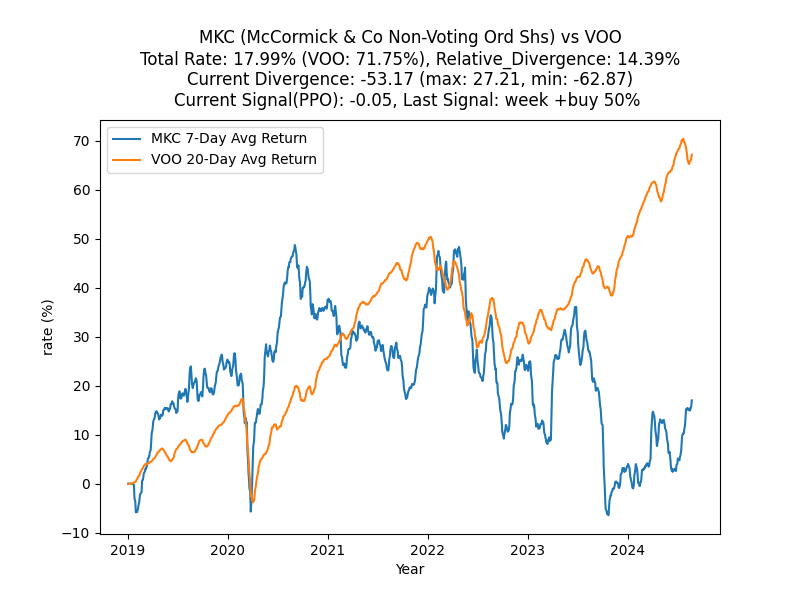 MKC (McCormick & Co Non-Voting Ord Shs) vs VOO
Total Rate: 17.99% (VOO: 71.75%), Relative_Divergence: 14.39%
Current Divergence: -53.17 (max: 27.21, min: -62.87)
Current Signal(PPO): -0.05, Last Signal: week +buy 50%
MKC 7-Day Avg Return
VOO 20-Day Avg Return
70
60
50
40
30
20
10
0
−10
rate (%)
2019 2020 2021 2022 2023 2024
Year